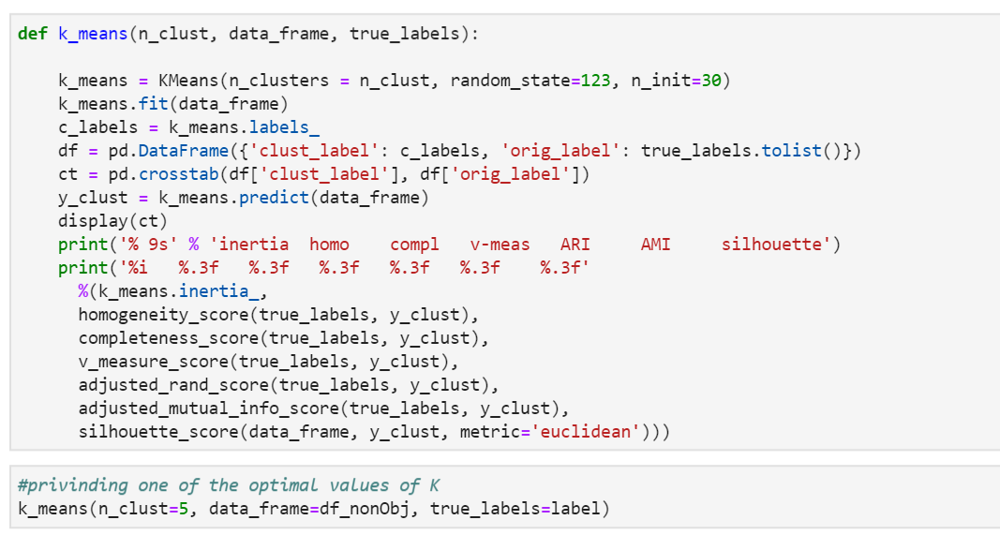 def k_means(n_clust, data_frame, true_labels):
    k_means = KMeans(n_clusters = n_clust, random_state=123, n_init=30)
    k_means.fit(data_frame)
    c_labels = k_means.labels_
    df = pd.DataFrame({'clust_label': c_labels, 'orig_label': true_labels.tolist()})
    ct = pd.crosstab(df['clust_label'], df['orig_label'])
    y_clust = k_means.predict(data_frame)
    display(ct)
    print('% 9s' % 'inertia  homo    compl   v-meas   ARI     AMI     silhouette')
    print('%i   %.3f   %.3f   %.3f   %.3f   %.3f    %.3f'
      %(k_means.inertia_,
      homogeneity_score(true_labels, y_clust),
      completeness_score(true_labels, y_clust),
      v_measure_score(true_labels, y_clust),
      adjusted_rand_score(true_labels, y_clust),
      adjusted_mutual_info_score(true_labels, y_clust),
      silhouette_score(data_frame, y_clust, metric='euclidean')))
#privinding one of the optimal values of K
k_means(n_clust=5, data_frame=df_nonObj, true_labels=label)